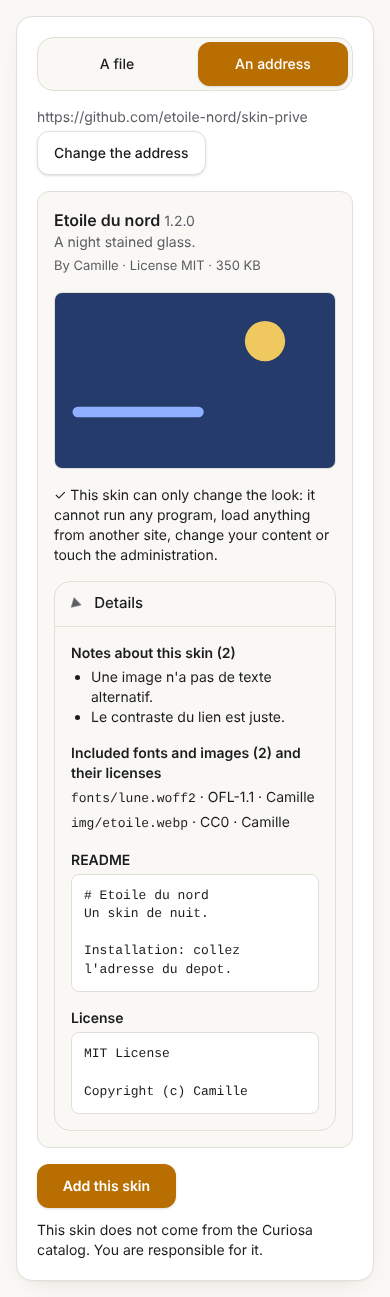 A file
An address
https://github.com/etoile-nord/skin-prive
Change the address
Etoile du nord 1.2.0
A night stained glass.
By Camille · License MIT · 350 KB
✓ This skin can only change the look: it
cannot run any program, load anything
from another site, change your content or
touch the administration.
Details
Notes about this skin (2)
• Une image n'a pas de texte
alternatif.
• Le contraste du lien est juste.
Included fonts and images (2) and
their licenses
fonts/lune.woff2 · OFL-1.1 · Camille
img/etoile.webp · CC0 · Camille
README
# Etoile du nord
Un skin de nuit.
Installation: collez
l'adresse du depot.
License
MIT License
Copyright (c) Camille
Add this skin
This skin does not come from the Curiosa
catalog. You are responsible for it.